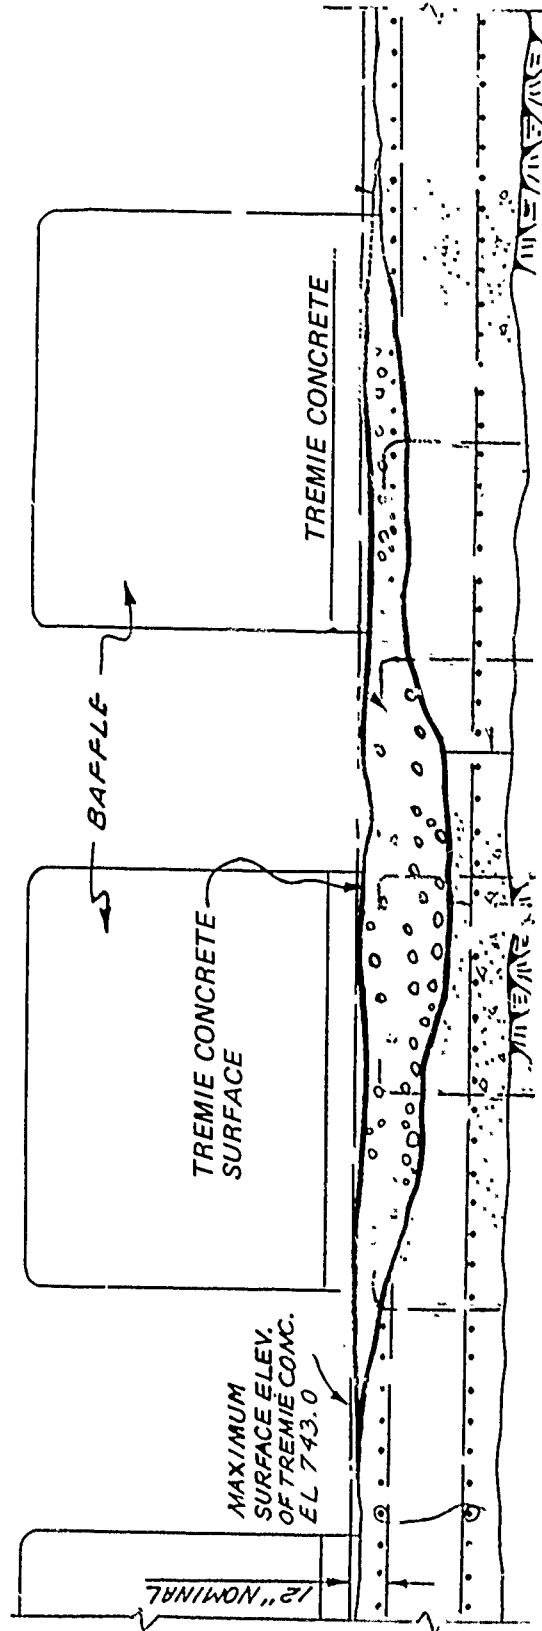 TREMIE CONCRETE
BAFFLE
TREMIE CONCRETE
SURFACE
MAXIMUM
SURFACE ELEV.
OF TREMIE CONC.
EL 743.0
12" NOMINAL